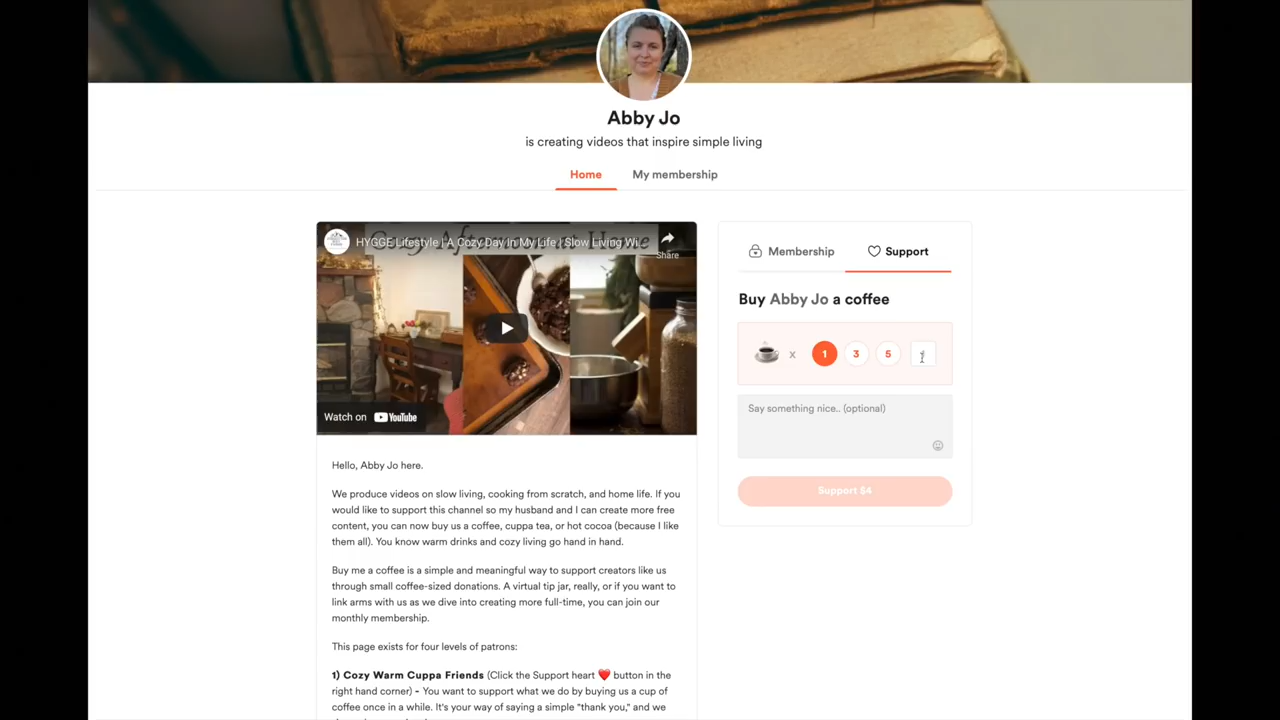 Abby Jo
is creating videos that inspire simple living
Home
My membership
HYGGE Lifestyle | A Cozy Day In My Life | Slow Living Wi...
Share
Watch on YouTube
Hello, Abby Jo here.
We produce videos on slow living, cooking from scratch, and home life. If you
would like to support this channel so my husband and I can create more free
content, you can now buy us a coffee, cuppa tea, or hot cocoa (because I like
them all). You know warm drinks and cozy living go hand in hand.
Buy me a coffee is a simple and meaningful way to support creators like us
through small coffee-sized donations. A virtual tip jar, really, or if you want to
link arms with us as we dive into creating more full-time, you can join our
monthly membership.
This page exists for four levels of patrons:
1) Cozy Warm Cuppa Friends (Click the Support heart ❤️ button in the
right hand corner) - You want to support what we do by buying us a cup of
coffee once in a while. It's your way of saying a simple "thank you," and we
Membership
Support
Buy Abby Jo a coffee
x 1 3 5
Say something nice.. (optional)
Support $4